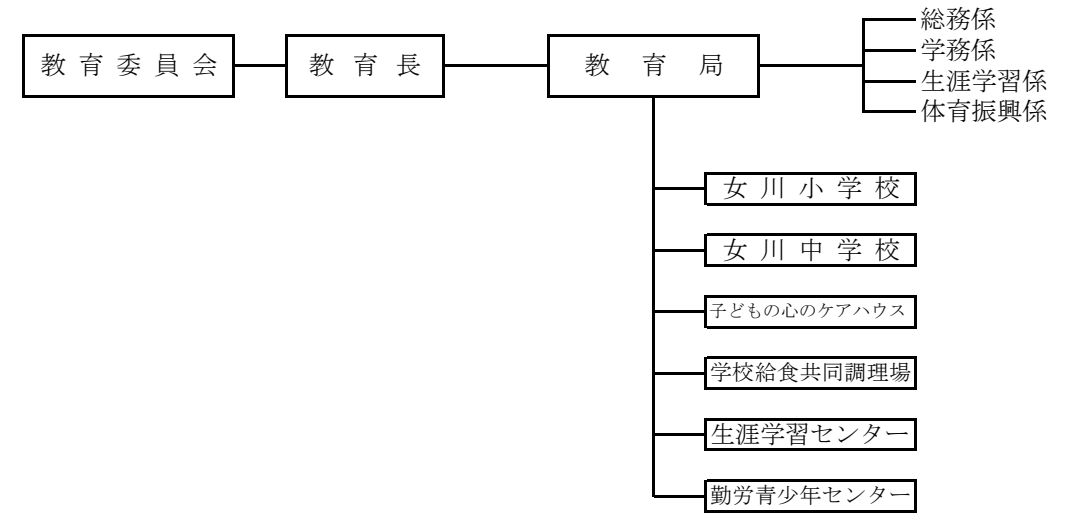 教育委員会
教育長
教育局
総務係
学務係
生涯学習係
体育振興係
女川小学校
女川中学校
子どもの心のケアハウス
学校給食共同調理場
生涯学習センター
勤労青少年センター